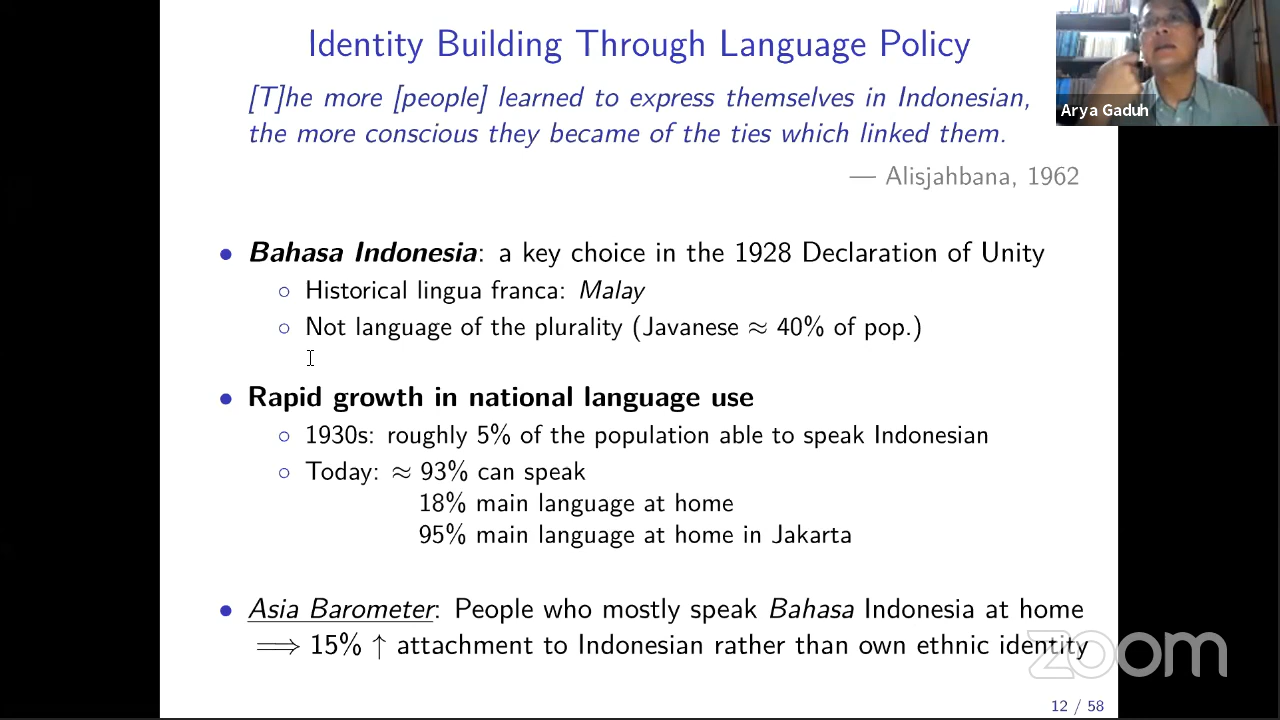 Identity Building Through Language Policy
[T]he more [people] learned to express themselves in Indonesian,
the more conscious they became of the ties which linked them.
— Alisjahbana, 1962
• Bahasa Indonesia: a key choice in the 1928 Declaration of Unity
○ Historical lingua franca: Malay
○ Not language of the plurality (Javanese ≈ 40% of pop.)
• Rapid growth in national language use
○ 1930s: roughly 5% of the population able to speak Indonesian
○ Today: ≈ 93% can speak
18% main language at home
95% main language at home in Jakarta
• Asia Barometer: People who mostly speak Bahasa Indonesia at home
⟹ 15% ↑ attachment to Indonesian rather than own ethnic identity
12 / 58
Arya Gaduh
zoom